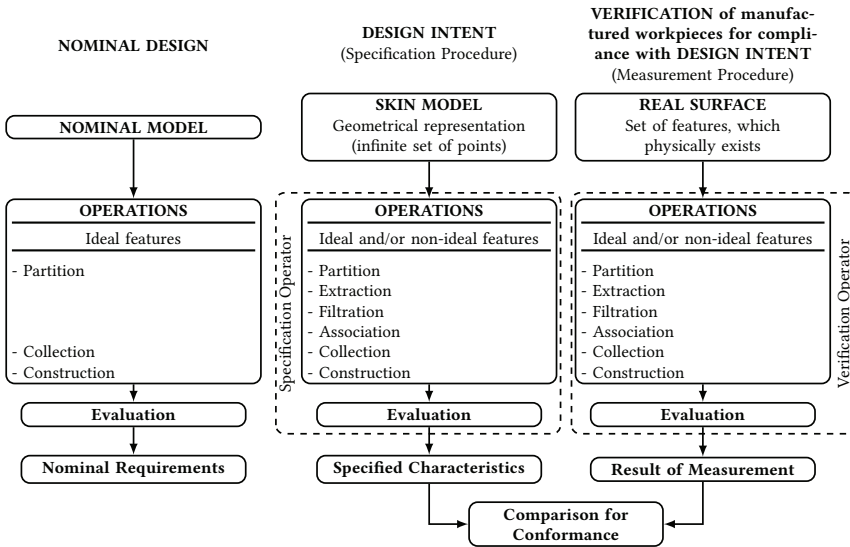 NOMINAL DESIGN
NOMINAL MODEL
OPERATIONS
Ideal features
- Partition
- Collection
- Construction
Evaluation
Nominal Requirements
DESIGN INTENT
(Specification Procedure)
SKIN MODEL
Geometrical representation
(infinite set of points)
Specification Operator
OPERATIONS
Ideal and/or non-ideal features
- Partition
- Extraction
- Filtration
- Association
- Collection
- Construction
Evaluation
Specified Characteristics
VERIFICATION of manufac-
tured workpieces for compli-
ance with DESIGN INTENT
(Measurement Procedure)
REAL SURFACE
Set of features, which
physically exists
OPERATIONS
Ideal and/or non-ideal features
- Partition
- Extraction
- Filtration
- Association
- Collection
- Construction
Verification Operator
Evaluation
Result of Measurement
Comparison for
Conformance